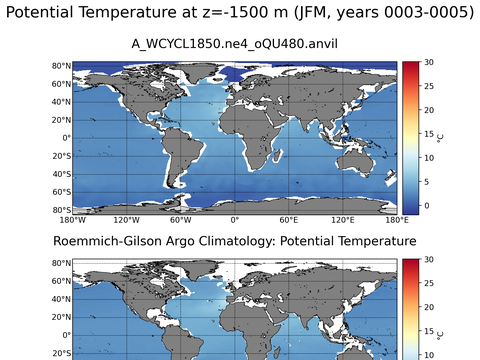 Potential Temperature at z=-1500 m (JFM, years 0003-0005)
A_WCYCL1850.ne4_oQU480.anvil
80°N
60°N
40°N
20°N
0°
20°S
40°S
60°S
80°S
180°W 120°W 60°W 0° 60°E 120°E 180°E
30
25
20
15
10
5
0
°C
Roemmich-Gilson Argo Climatology: Potential Temperature
80°N
60°N
40°N
20°N
0°
20°S
30
25
20
15
10
°C